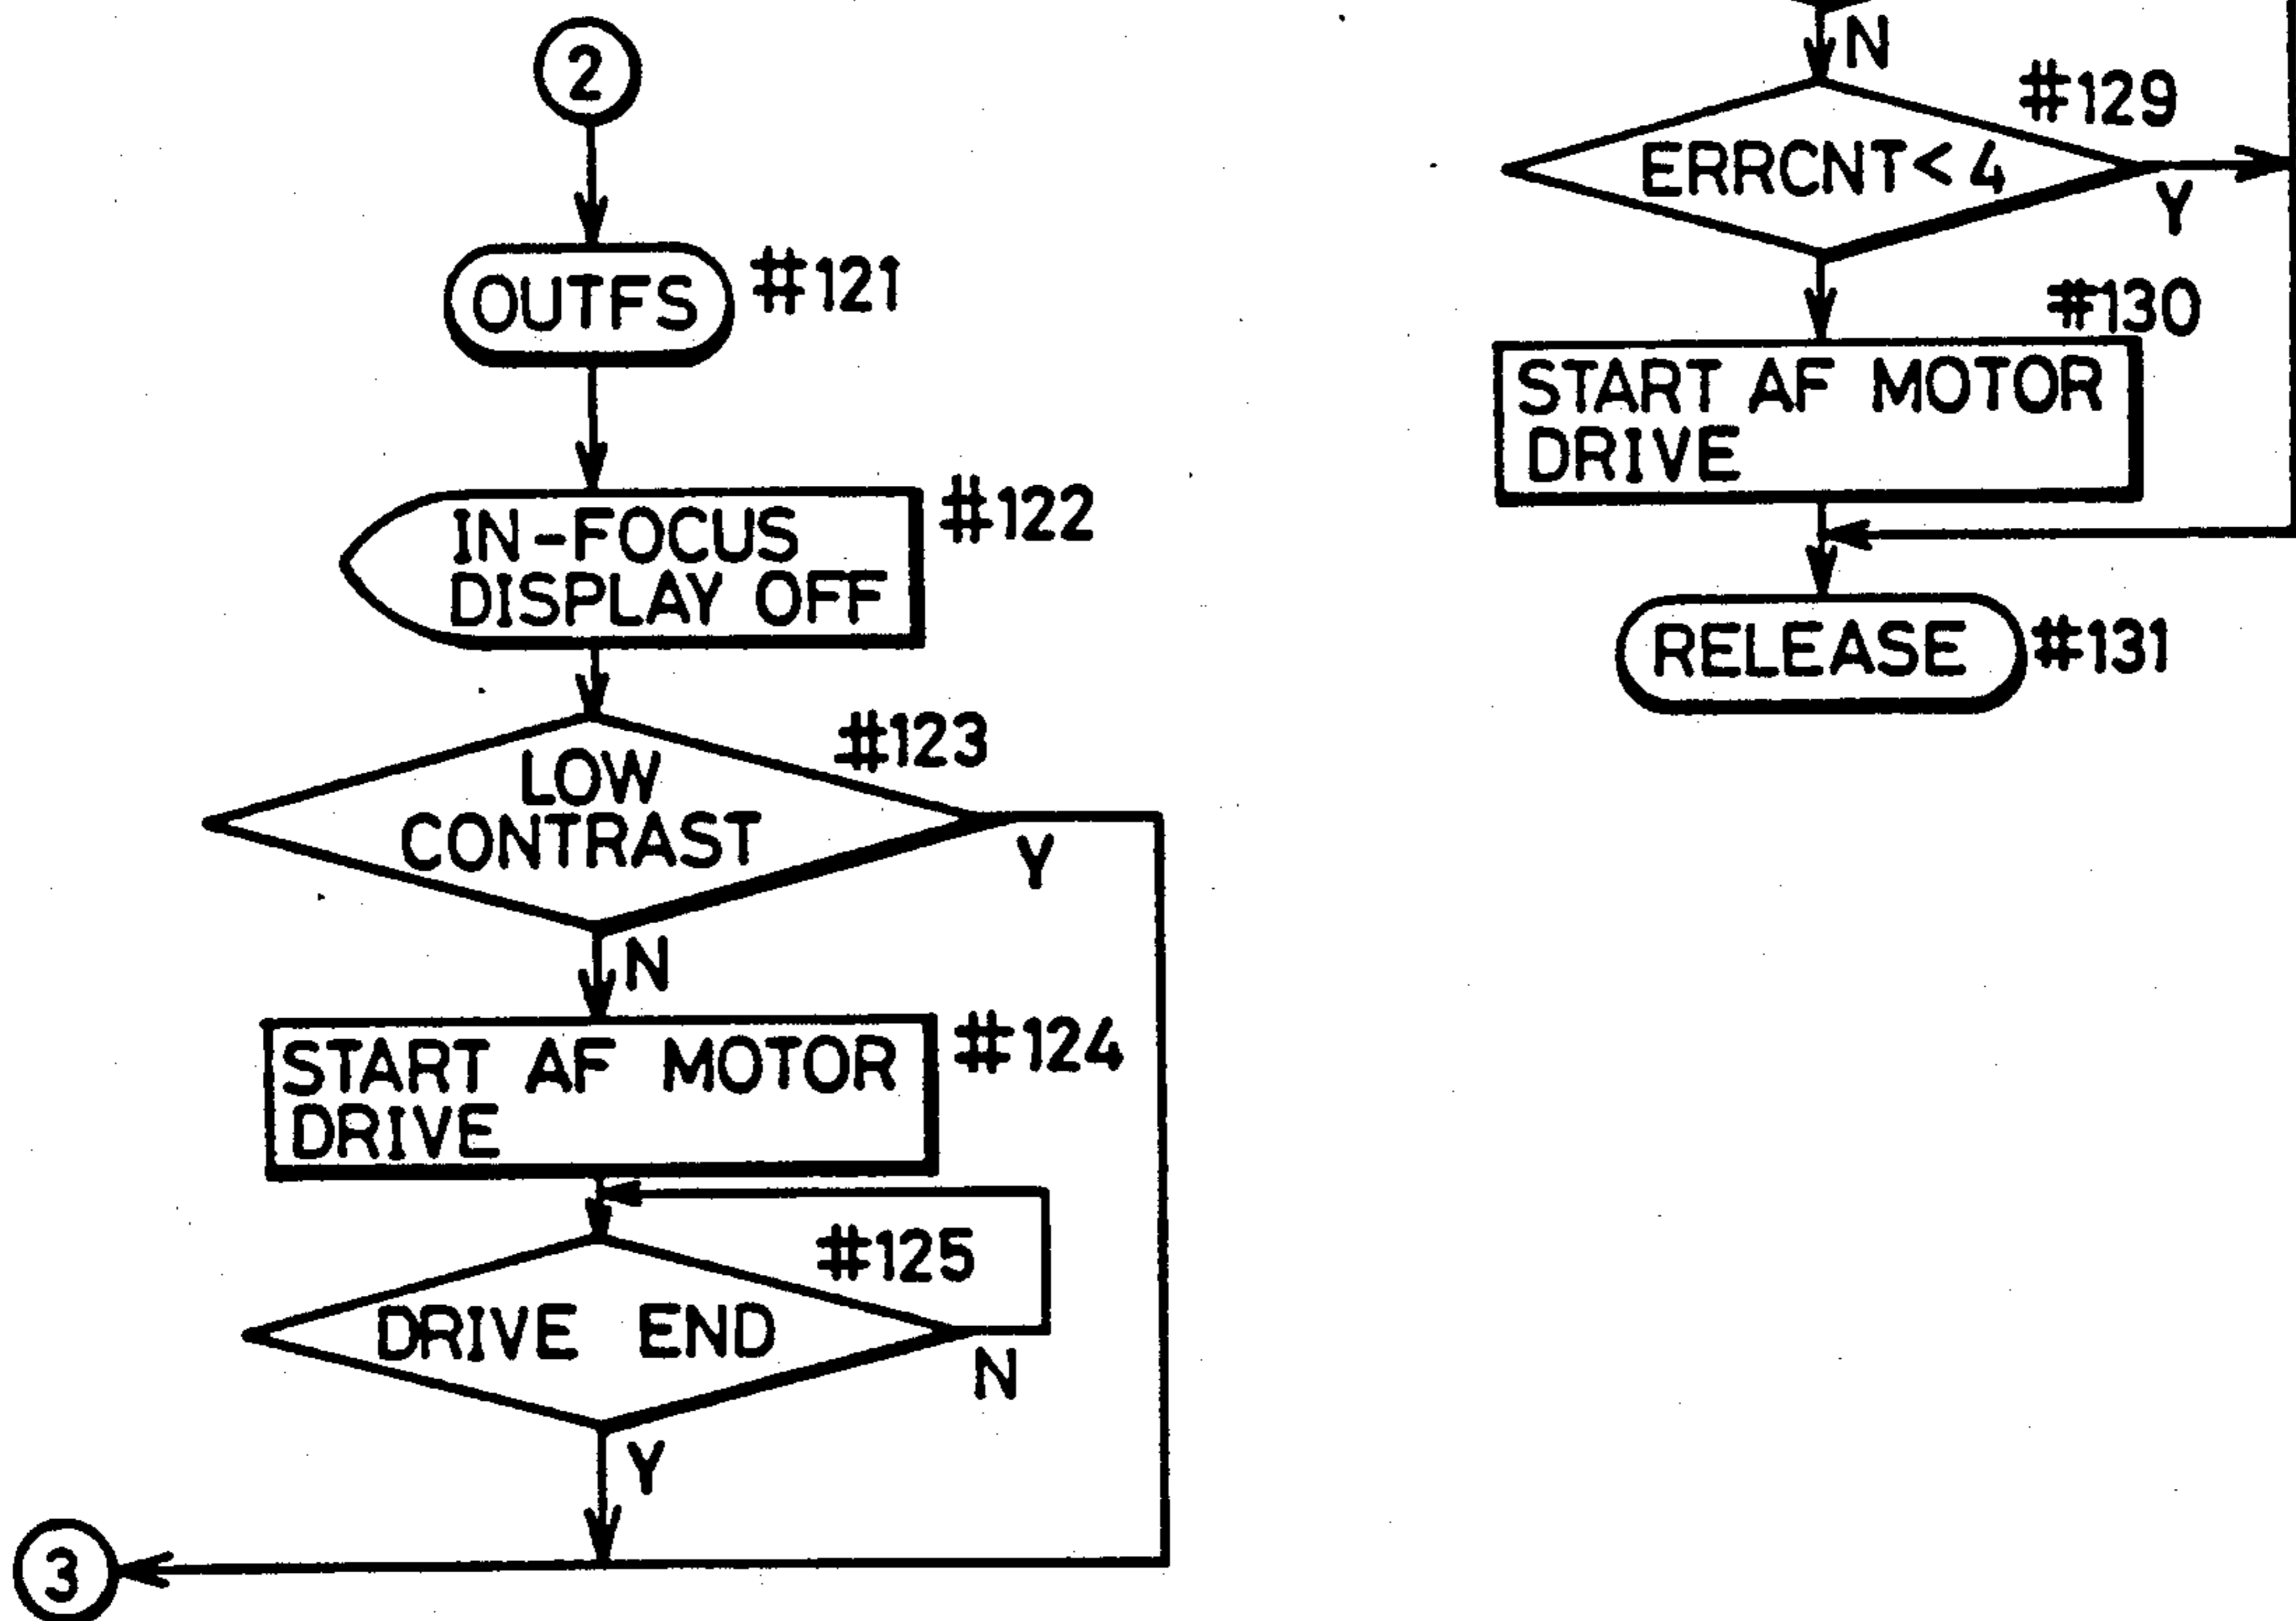 2
OUTFS
#121
IN-FOCUS
DISPLAY OFF
#122
#123
LOW
CONTRAST
Y
N
START AF MOTOR
DRIVE
#124
#125
DRIVE END
N
Y
3
N
#129
ERRCNT<4
Y
#130
START AF MOTOR
DRIVE
RELEASE
#131